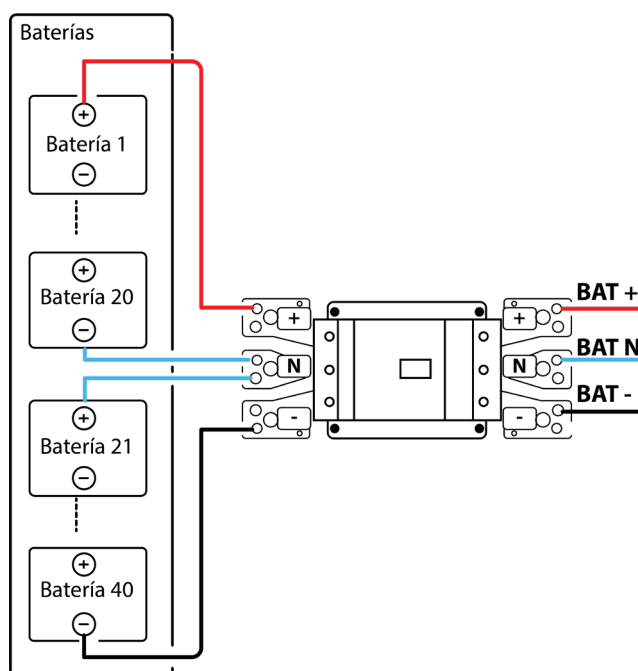 Baterías
+
Batería 1
−
+
Batería 20
−
+
Batería 21
−
+
Batería 40
−
+
N
-
+
N
-
BAT +
BAT N
BAT -